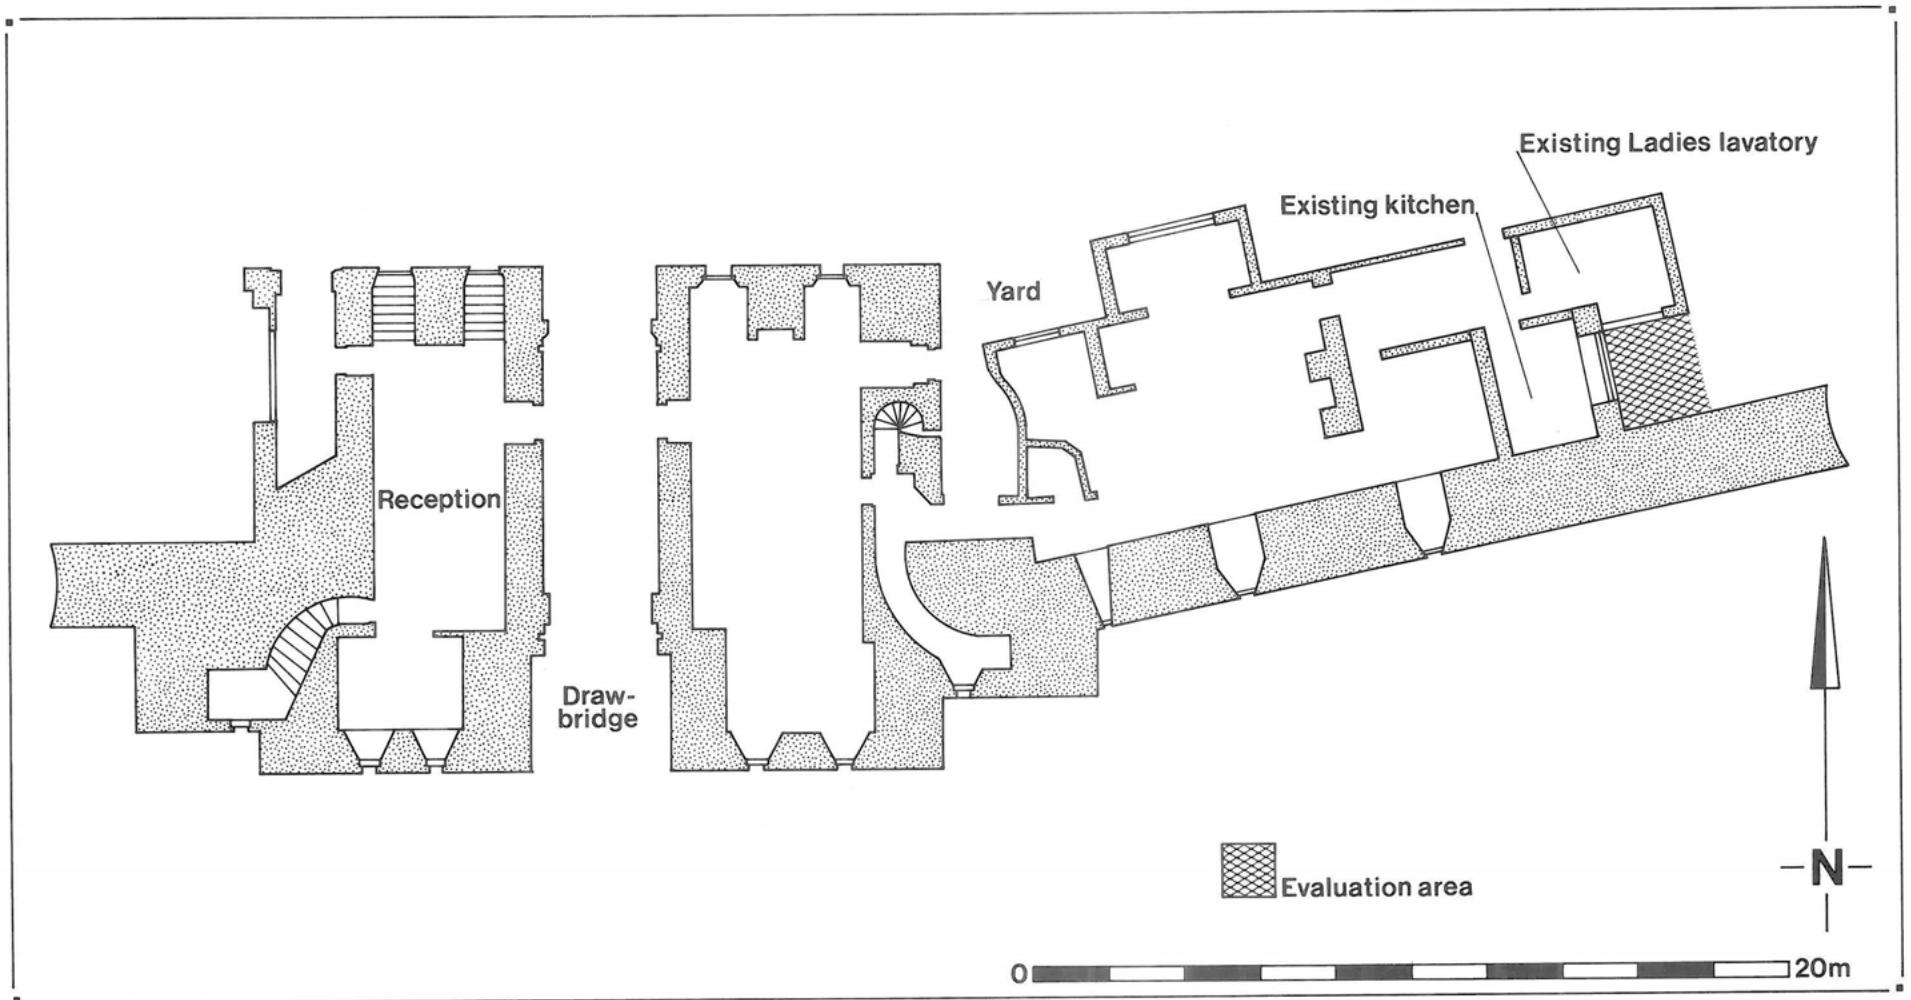 Existing Ladies lavatory
Existing kitchen
Yard
Reception
Draw-
bridge
N
Evaluation area
0 20m